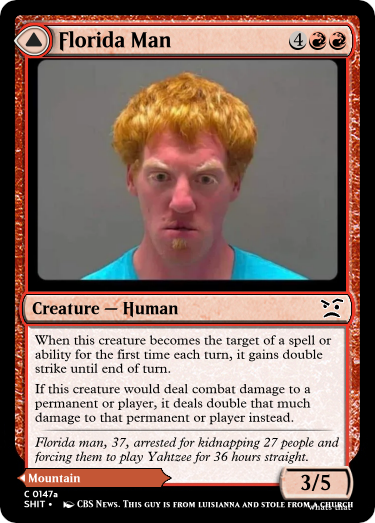 Florida Man 4
Creature — Human
When this creature becomes the target of a spell or
ability for the first time each turn, it gains double
strike until end of turn.
If this creature would deal combat damage to a
permanent or player, it deals double that much
damage to that permanent or player instead.
Florida man, 37, arrested for kidnapping 27 people and
forcing them to play Yahtzee for 36 hours straight.
Mountain
3/5
C 0147a
SHIT • CBS News. This guy is from Luisianna and stole from a church